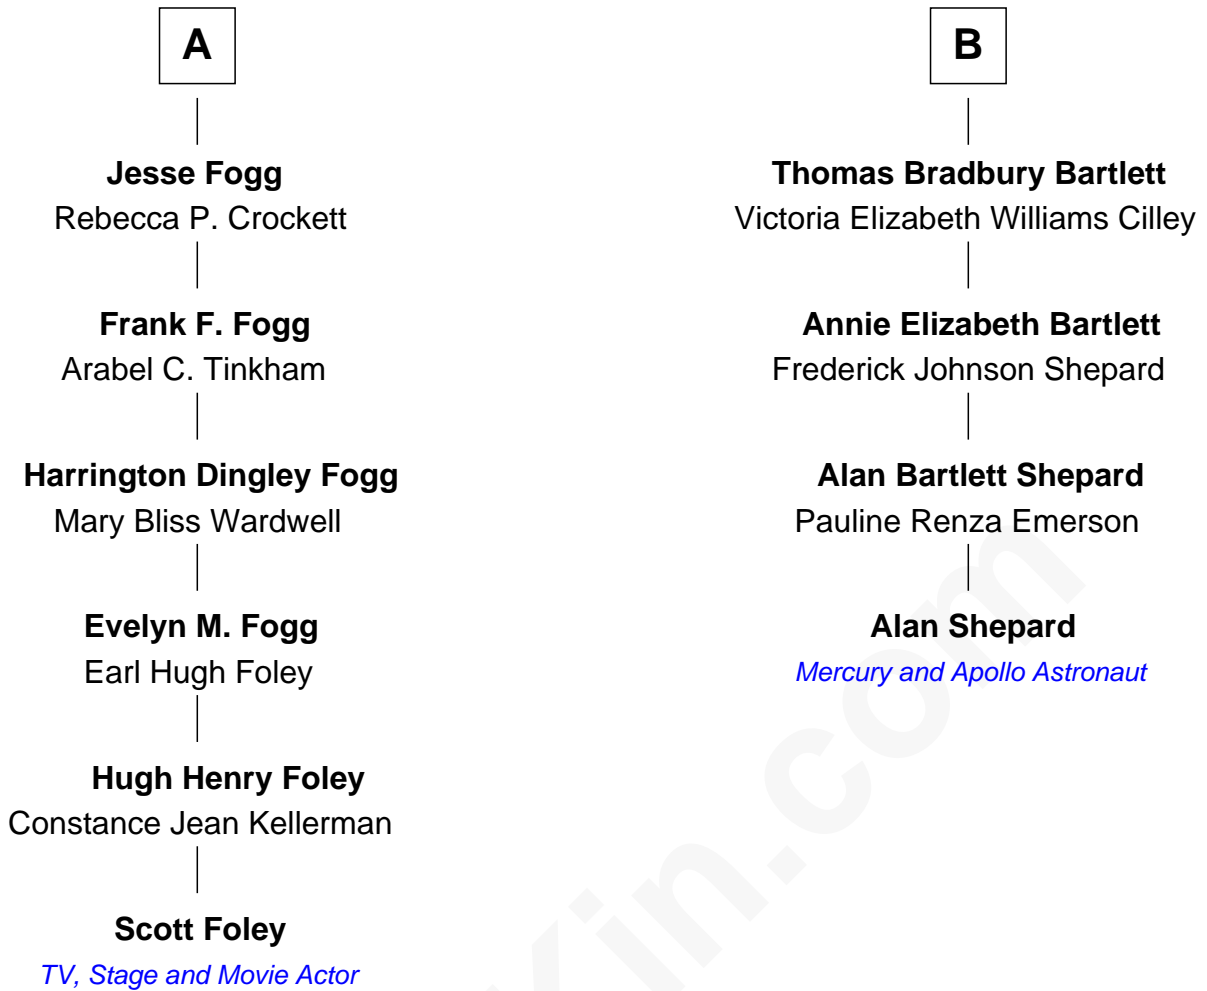 A
Jesse Fogg
Rebecca P. Crockett
Frank F. Fogg
Arabel C. Tinkham
Harrington Dingley Fogg
Mary Bliss Wardwell
Evelyn M. Fogg
Earl Hugh Foley
Hugh Henry Foley
Constance Jean Kellerman
Scott Foley
TV, Stage and Movie Actor
B
Thomas Bradbury Bartlett
Victoria Elizabeth Williams Cilley
Annie Elizabeth Bartlett
Frederick Johnson Shepard
Alan Bartlett Shepard
Pauline Renza Emerson
Alan Shepard
Mercury and Apollo Astronaut